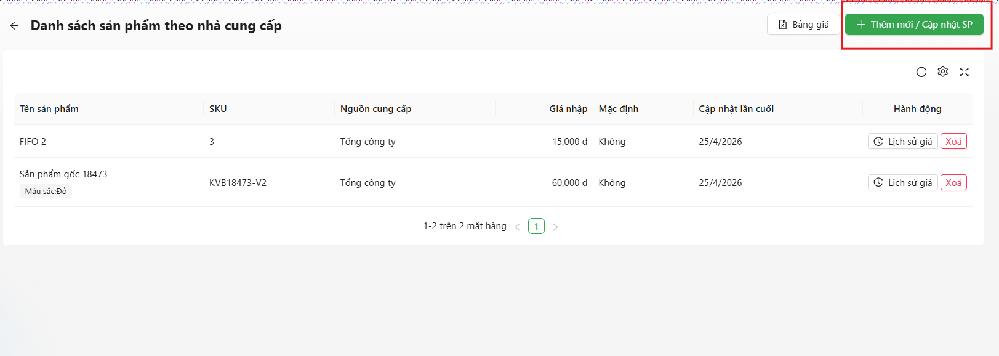 Danh sách sản phẩm theo nhà cung cấp
Bảng giá
Thêm mới / Cập nhật SP
Tên sản phẩm SKU Nguồn cung cấp Giá nhập Mặc định Cập nhật lần cuối Hành động
FIFO 2 3 Tổng công ty 15,000 đ Không 25/4/2026 Lịch sử giá Xoá
Sản phẩm gốc 18473
Màu sắc:Đỏ
KVB18473-V2 Tổng công ty 60,000 đ Không 25/4/2026 Lịch sử giá Xoá
1-2 trên 2 mặt hàng < 1 >